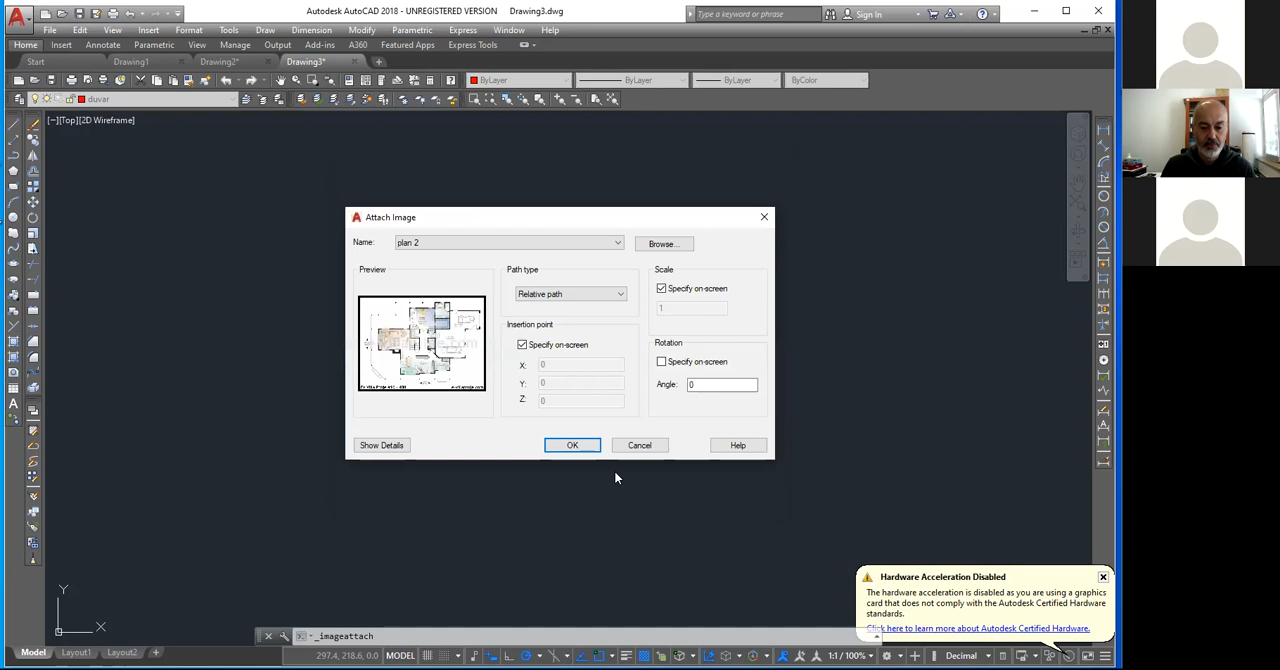 Autodesk AutoCAD 2018 - UNREGISTERED VERSION Drawing3.dwg
Type a keyword or phrase
Sign In
File Edit View Insert Format Tools Draw Dimension Modify Parametric Express Window Help
Home Insert Annotate Parametric View Manage Output Add-ins A360 Featured Apps Express Tools
Start Drawing1 Drawing2* Drawing3*
ByLayer ByLayer ByLayer ByColor
duvar
[−][Top][2D Wireframe]
Attach Image
Name: plan 2 Browse...
Preview
Path type
Relative path
Scale
Specify on-screen
1
Insertion point
Specify on-screen
X: 0
Y: 0
Z: 0
Rotation
Specify on-screen
Angle: 0
Show Details OK Cancel Help
Hardware Acceleration Disabled
The hardware acceleration is disabled as you are using a graphics
card that does not comply with the Autodesk Certified Hardware
standards.
Click here to learn more about Autodesk Certified Hardware.
Y
X
_imageattach
Model Layout1 Layout2
297.4, 218.6, 0.0 MODEL 1:1 / 100% Decimal